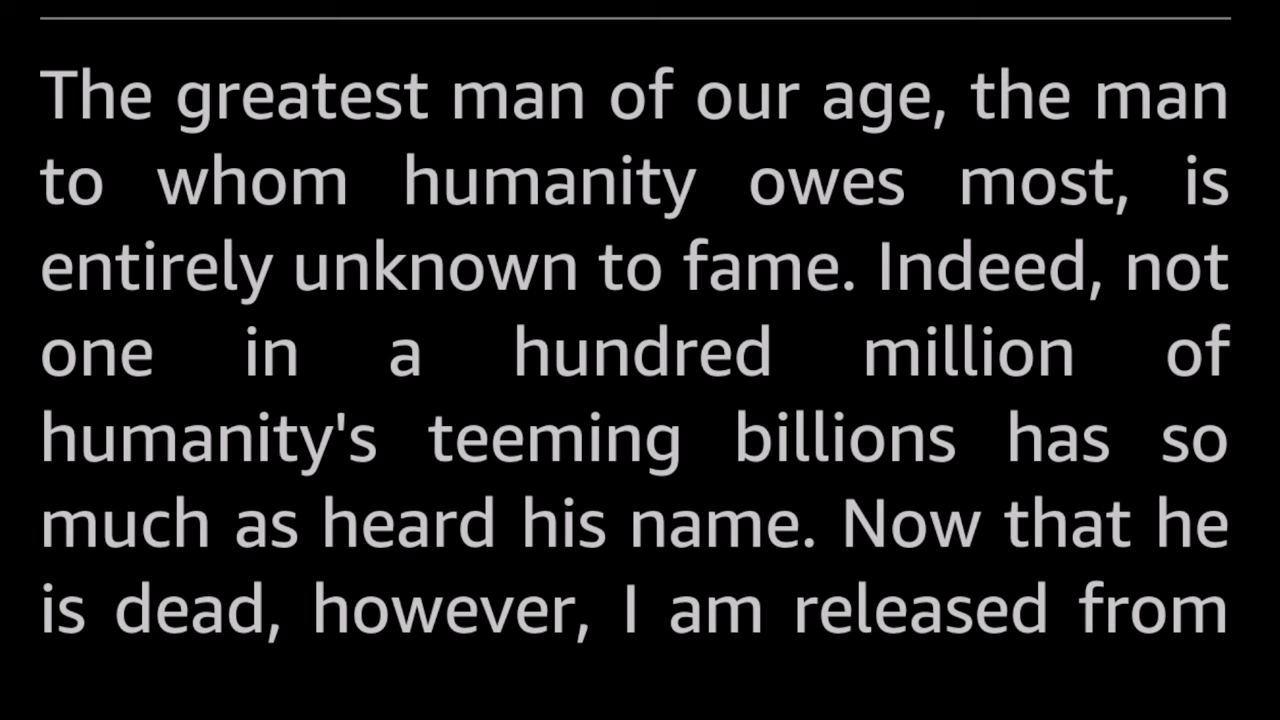 The greatest man of our age, the man
to whom humanity owes most, is
entirely unknown to fame. Indeed, not
one in a hundred million of
humanity's teeming billions has so
much as heard his name. Now that he
is dead, however, I am released from